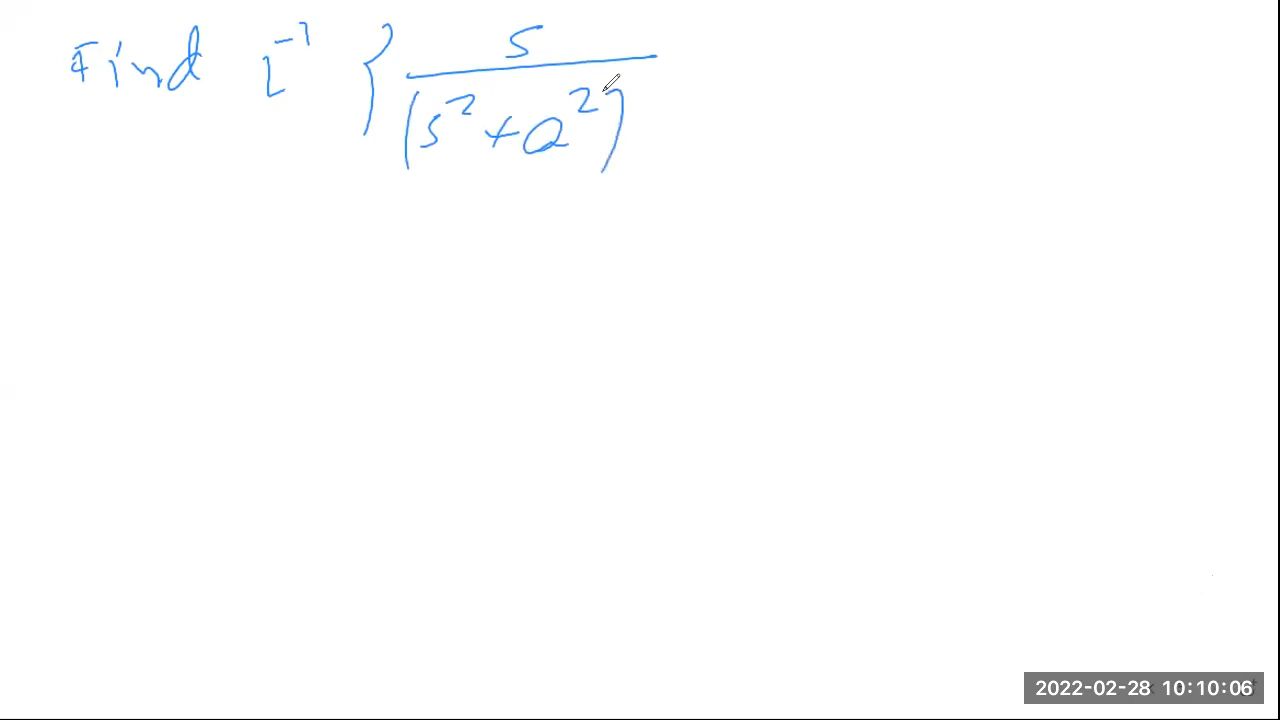 Find L⁻¹ { s / (s² + a²)
2022-02-28 10:10:06